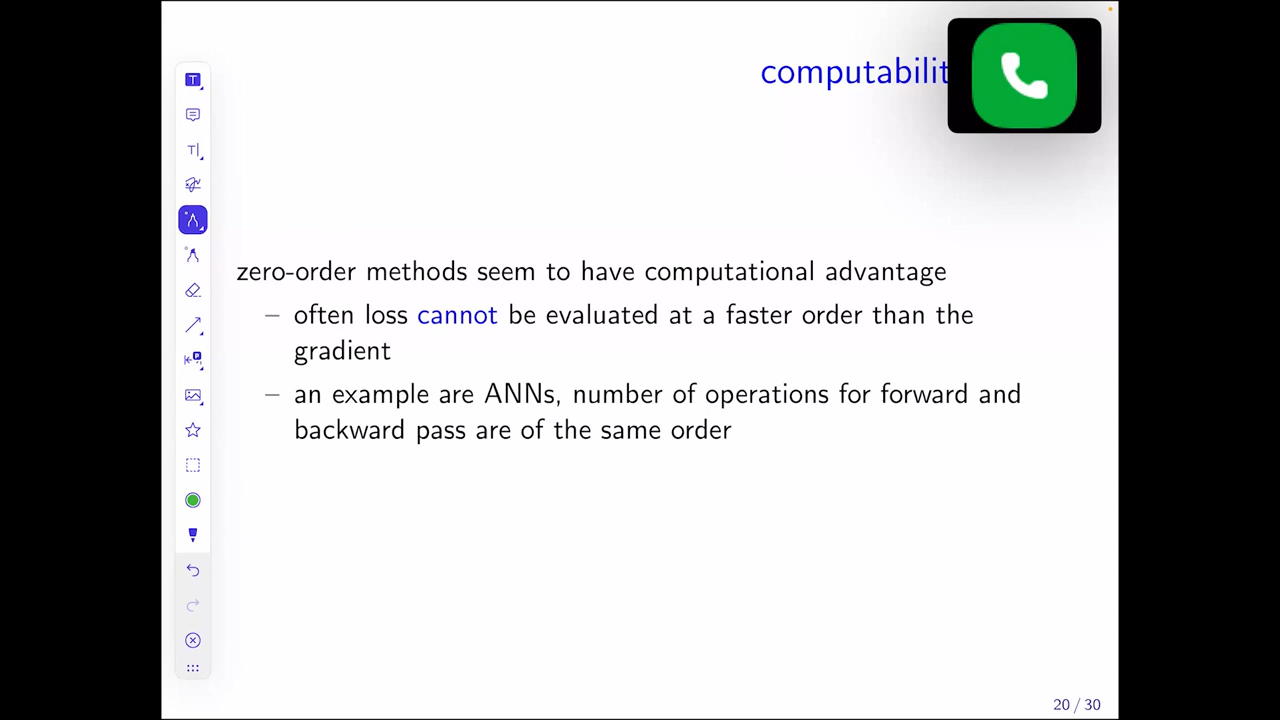 computabilit
zero-order methods seem to have computational advantage
– often loss cannot be evaluated at a faster order than the
gradient
– an example are ANNs, number of operations for forward and
backward pass are of the same order
20 / 30